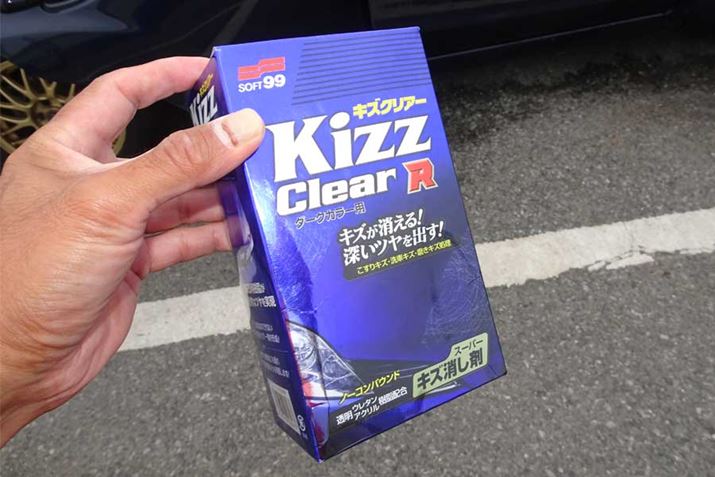 SOFT99
キズクリアー
Kizz
Clear R
ダークカラー用
キズが消える!
深いツヤを出す!
こすりキズ・洗車キズ・磨きキズ処理
ノーコンパウンド
透明 ウレタン アクリル 樹脂配合
スーパー
キズ消し剤